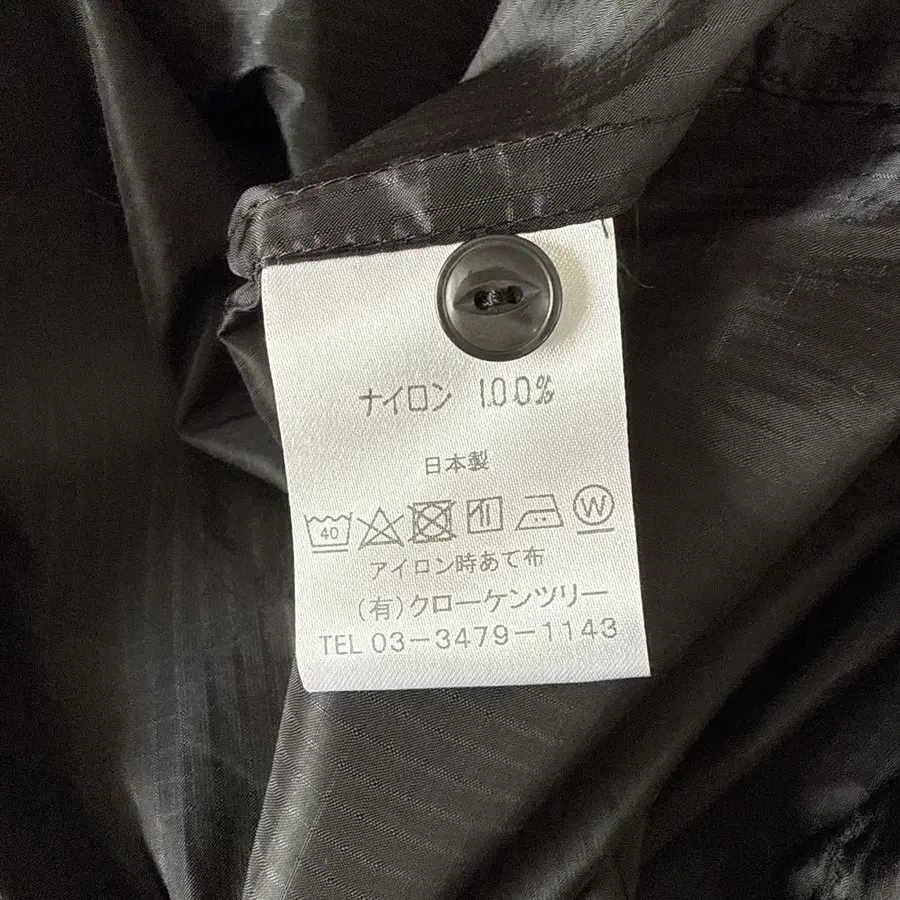 ナイロン 100%
日本製
40 W
アイロン時あて布
(有)クローケンツリー
TEL 03-3479-1143